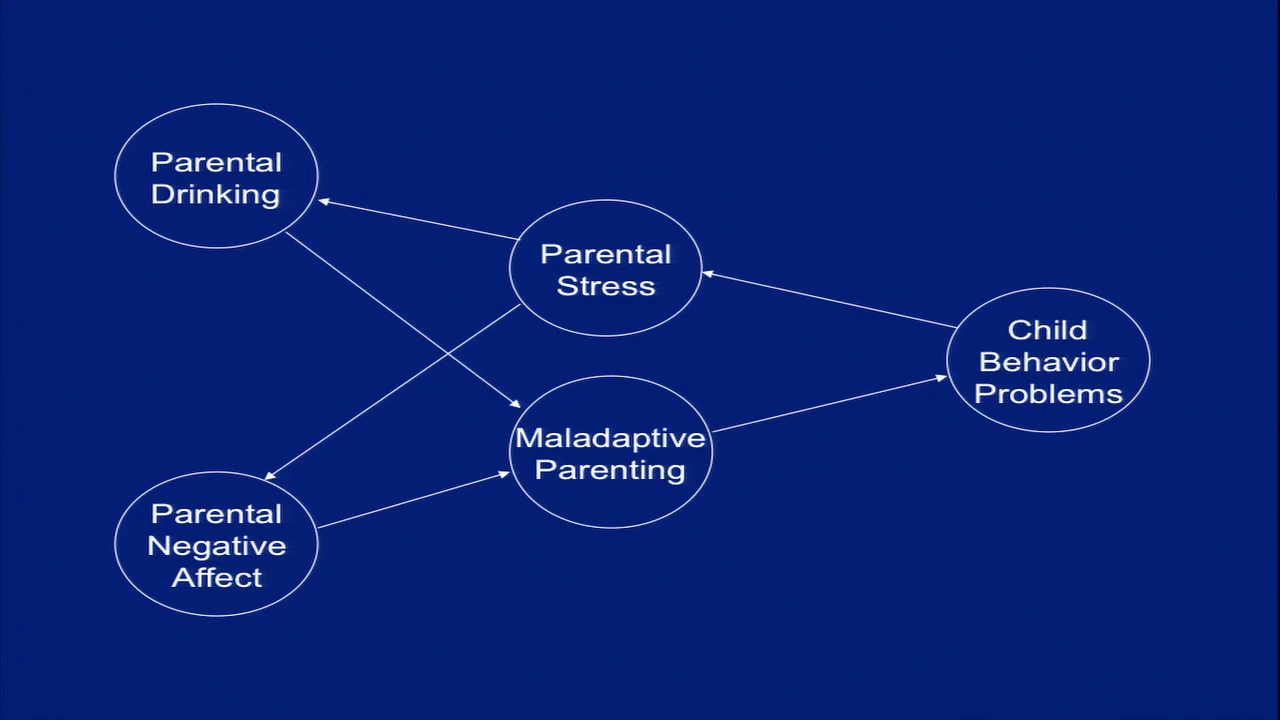 Parental
Drinking
Parental
Stress
Child
Behavior
Problems
Maladaptive
Parenting
Parental
Negative
Affect